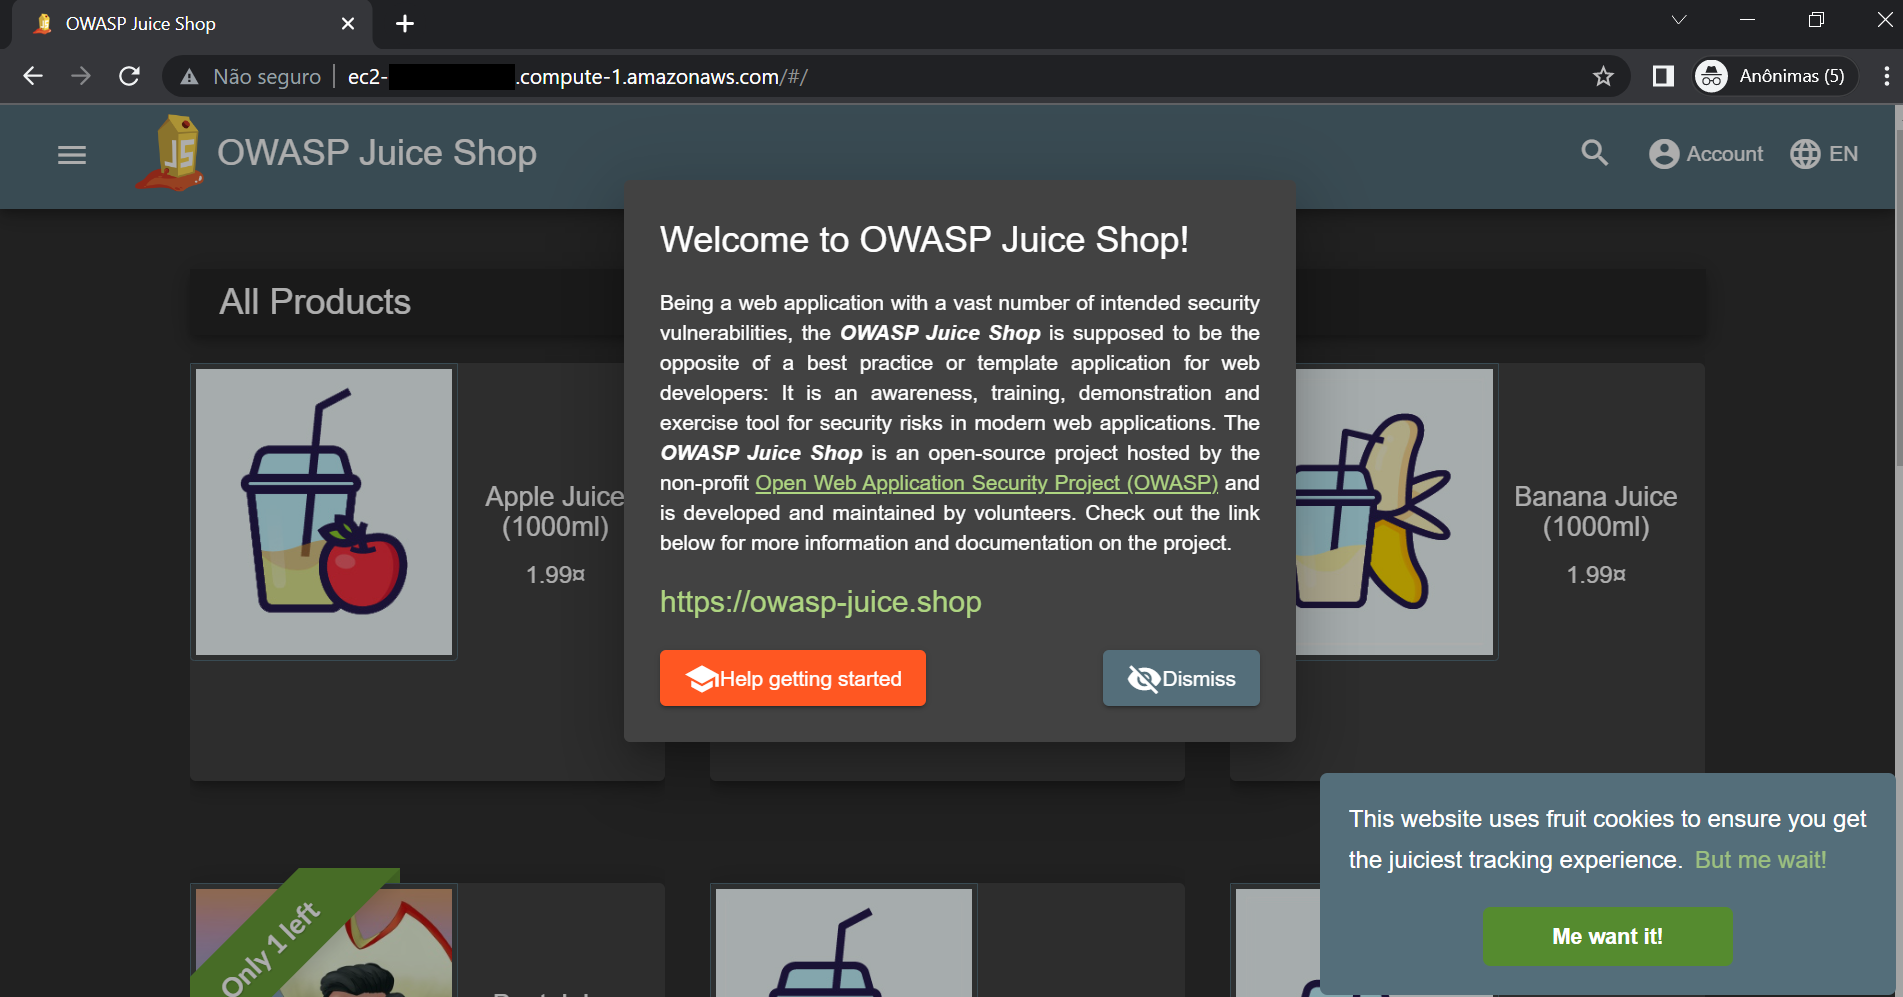 OWASP Juice Shop
Não seguro
ec2-
.compute-1.amazonaws.com/#/
Anônimas (5)
JS
OWASP Juice Shop
Account
EN
Welcome to OWASP Juice Shop!
Being a web application with a vast number of intended security
vulnerabilities, the OWASP Juice Shop is supposed to be the
opposite of a best practice or template application for web
developers: It is an awareness, training, demonstration and
exercise tool for security risks in modern web applications. The
OWASP Juice Shop is an open-source project hosted by the
non-profit Open Web Application Security Project (OWASP) and
is developed and maintained by volunteers. Check out the link
below for more information and documentation on the project.
https://owasp-juice.shop
Help getting started
Dismiss
All Products
Apple Juice
(1000ml)
1.99¤
Banana Juice
(1000ml)
1.99¤
Only 1 left
This website uses fruit cookies to ensure you get
the juiciest tracking experience. But me wait!
Me want it!